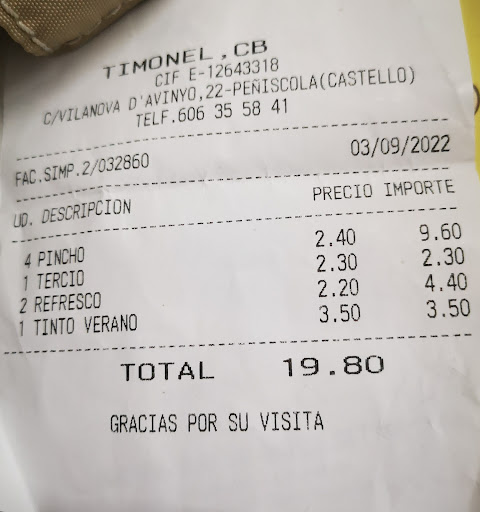 TIMONEL,CB
CIF E-12643318
C/VILANOVA D'AVINYO,22-PEÑISCOLA(CASTELLO)
TELF.606 35 58 41
FAC.SIMP.2/032860 03/09/2022
UD. DESCRIPCION PRECIO IMPORTE
4 PINCHO 2.40 9.60
1 TERCIO 2.30 2.30
2 REFRESCO 2.20 4.40
1 TINTO VERANO 3.50 3.50
TOTAL 19.80
GRACIAS POR SU VISITA